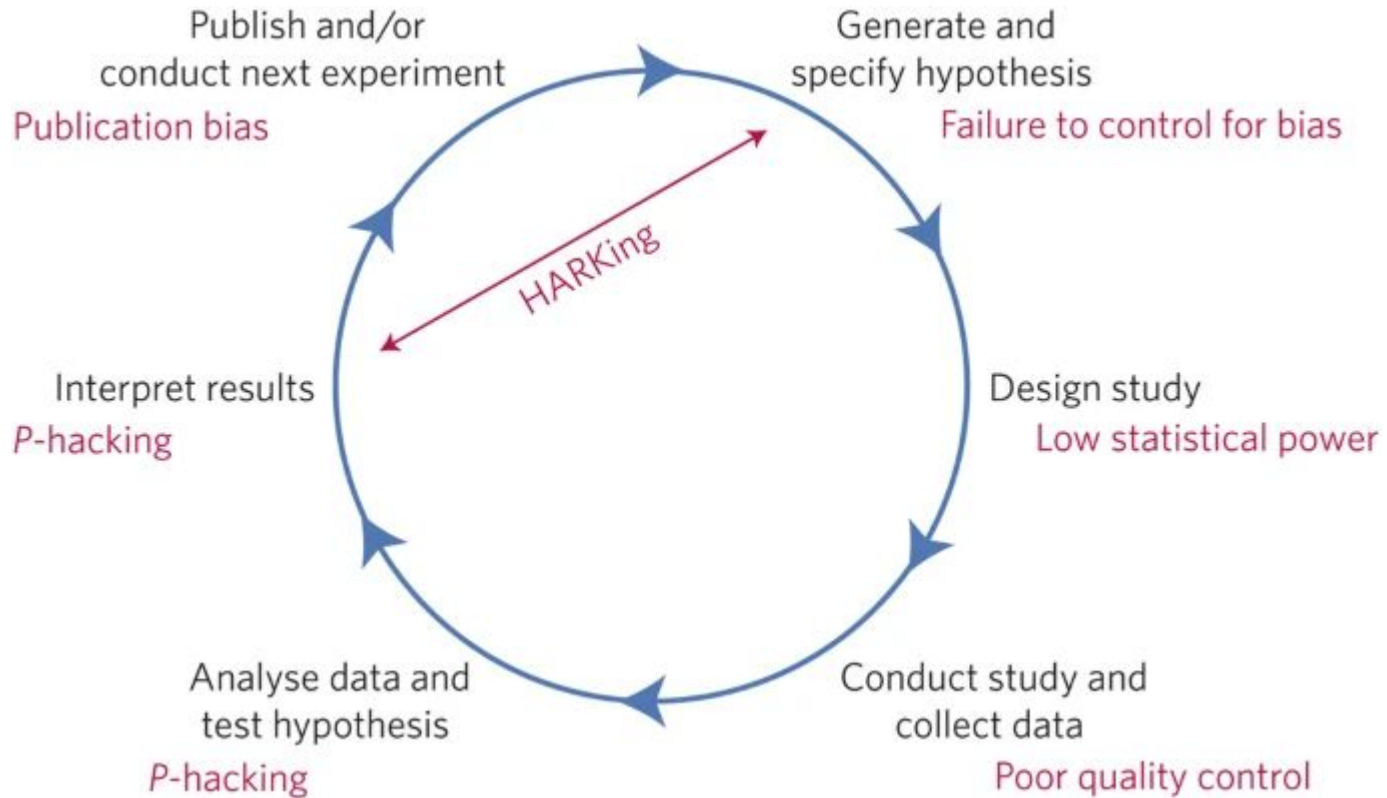 Publish and/or
conduct next experiment
Publication bias
Generate and
specify hypothesis
Failure to control for bias
HARKing
Interpret results
P-hacking
Design study
Low statistical power
Analyse data and
test hypothesis
P-hacking
Conduct study and
collect data
Poor quality control